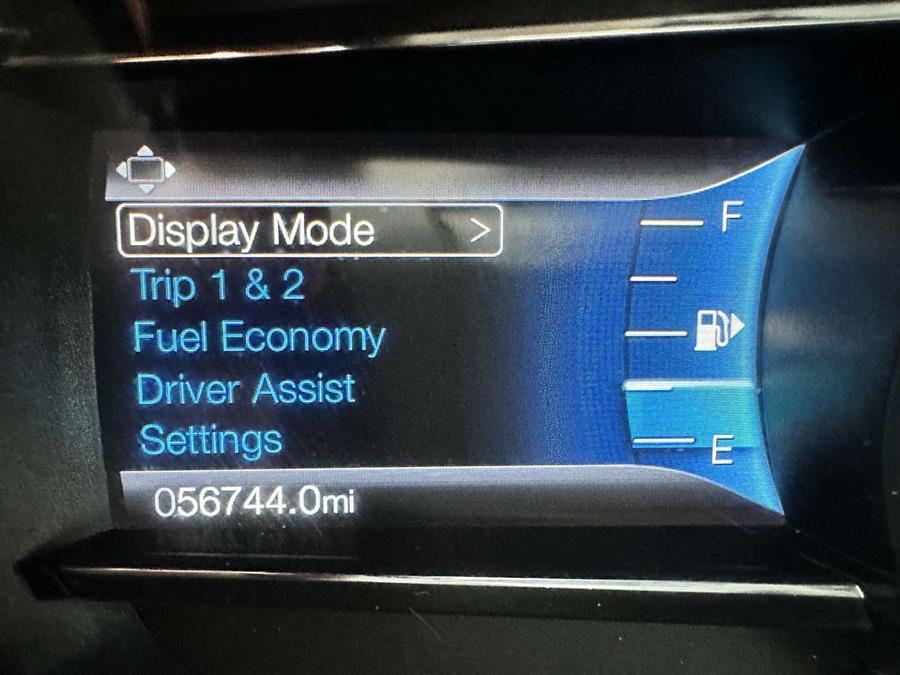 Display Mode >
Trip 1 & 2
Fuel Economy
Driver Assist
Settings
056744.0mi
F
E